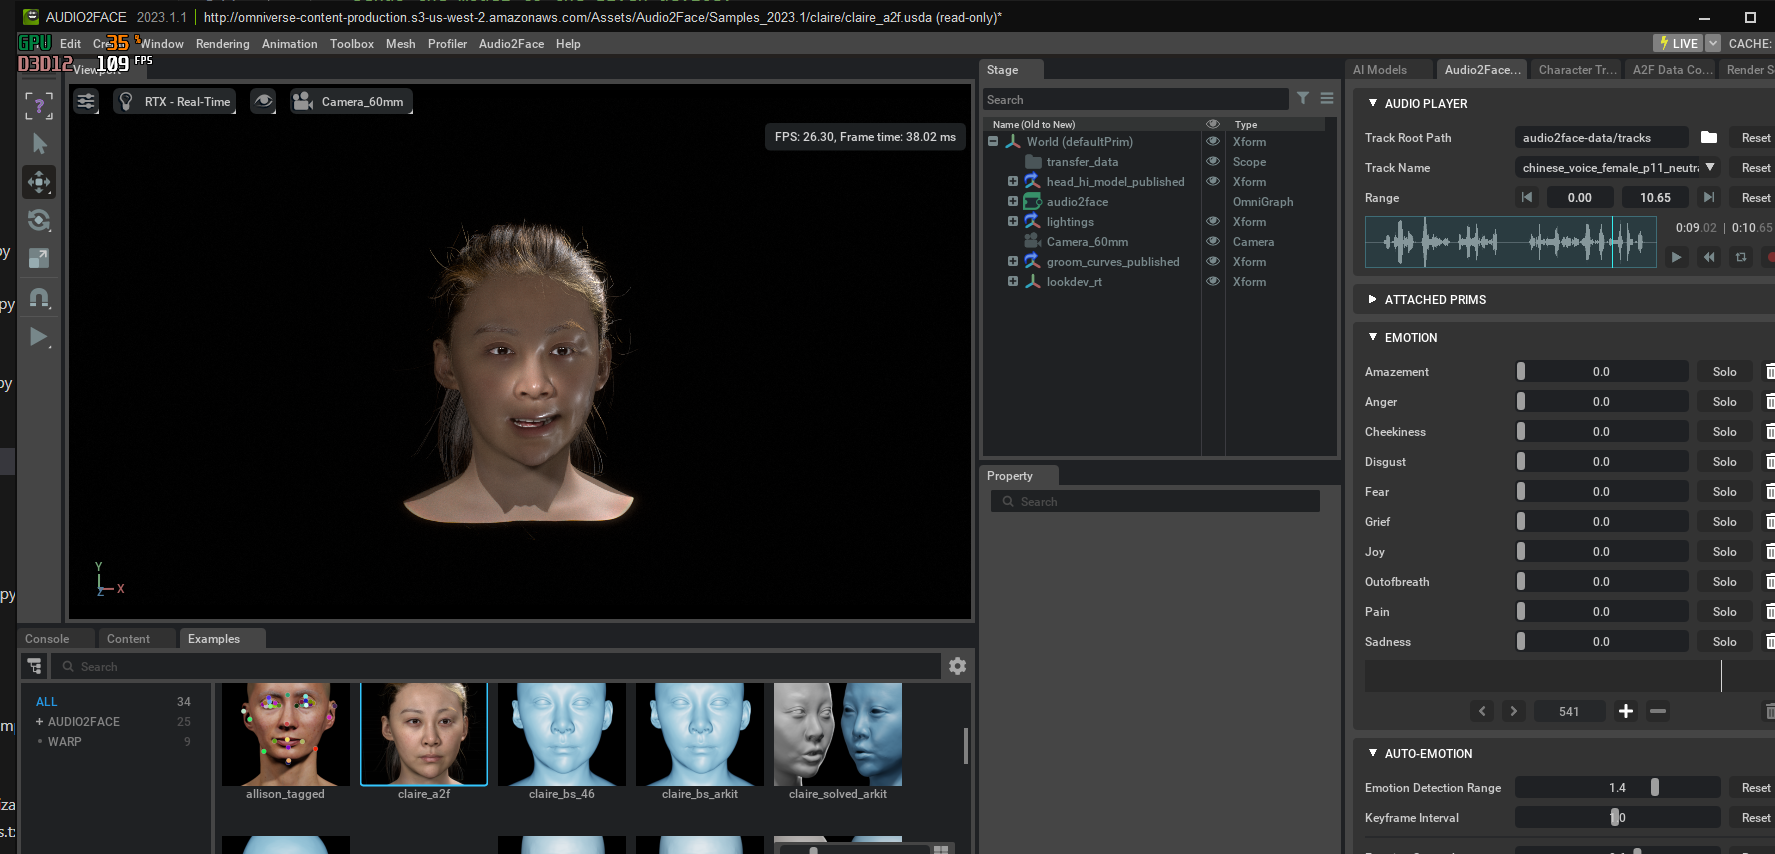 AUDIO2FACE 2023.1.1 | http://omniverse-content-production.s3-us-west-2.amazonaws.com/Assets/Audio2Face/Samples_2023.1/claire/claire_a2f.usda (read-only)*
GPU 35 %
D3D12 109 FPS
Edit Window Rendering Animation Toolbox Mesh Profiler Audio2Face Help
LIVE CACHE:
Viewport
RTX - Real-Time
Camera_60mm
FPS: 26.30, Frame time: 38.02 ms
Y
Z X
Stage
Search
Name (Old to New) Type
World (defaultPrim) Xform
transfer_data Scope
head_hi_model_published Xform
audio2face OmniGraph
lightings Xform
Camera_60mm Camera
groom_curves_published Xform
lookdev_rt Xform
Property
Search
AI Models Audio2Face... Character Tr... A2F Data Co... Render S
AUDIO PLAYER
Track Root Path audio2face-data/tracks Reset
Track Name chinese_voice_female_p11_neutra Reset
Range 0.00 10.65 Reset
0:09.02 | 0:10.65
ATTACHED PRIMS
EMOTION
Amazement 0.0 Solo
Anger 0.0 Solo
Cheekiness 0.0 Solo
Disgust 0.0 Solo
Fear 0.0 Solo
Grief 0.0 Solo
Joy 0.0 Solo
Outofbreath 0.0 Solo
Pain 0.0 Solo
Sadness 0.0 Solo
541
AUTO-EMOTION
Emotion Detection Range 1.4 Reset
Keyframe Interval 1.0 Reset
Console Content Examples
Search
ALL 34
+ AUDIO2FACE 25
WARP 9
allison_tagged claire_a2f claire_bs_46 claire_bs_arkit claire_solved_arkit
py
py
py
s.t